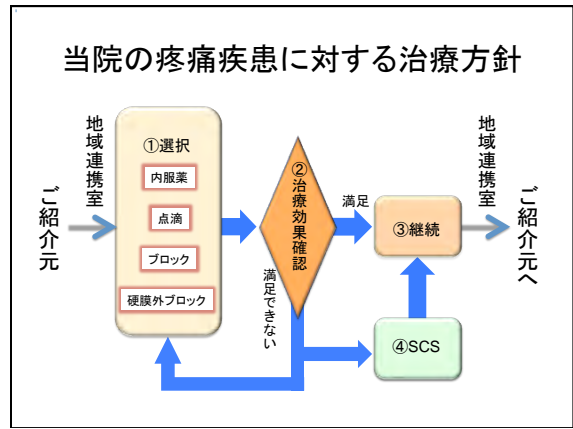 当院の疼痛疾患に対する治療方針
ご紹介元
地域連携室
①選択
内服薬
点滴
ブロック
硬膜外ブロック
②治療効果確認
満足
満足できない
③継続
④SCS
地域連携室
ご紹介元へ